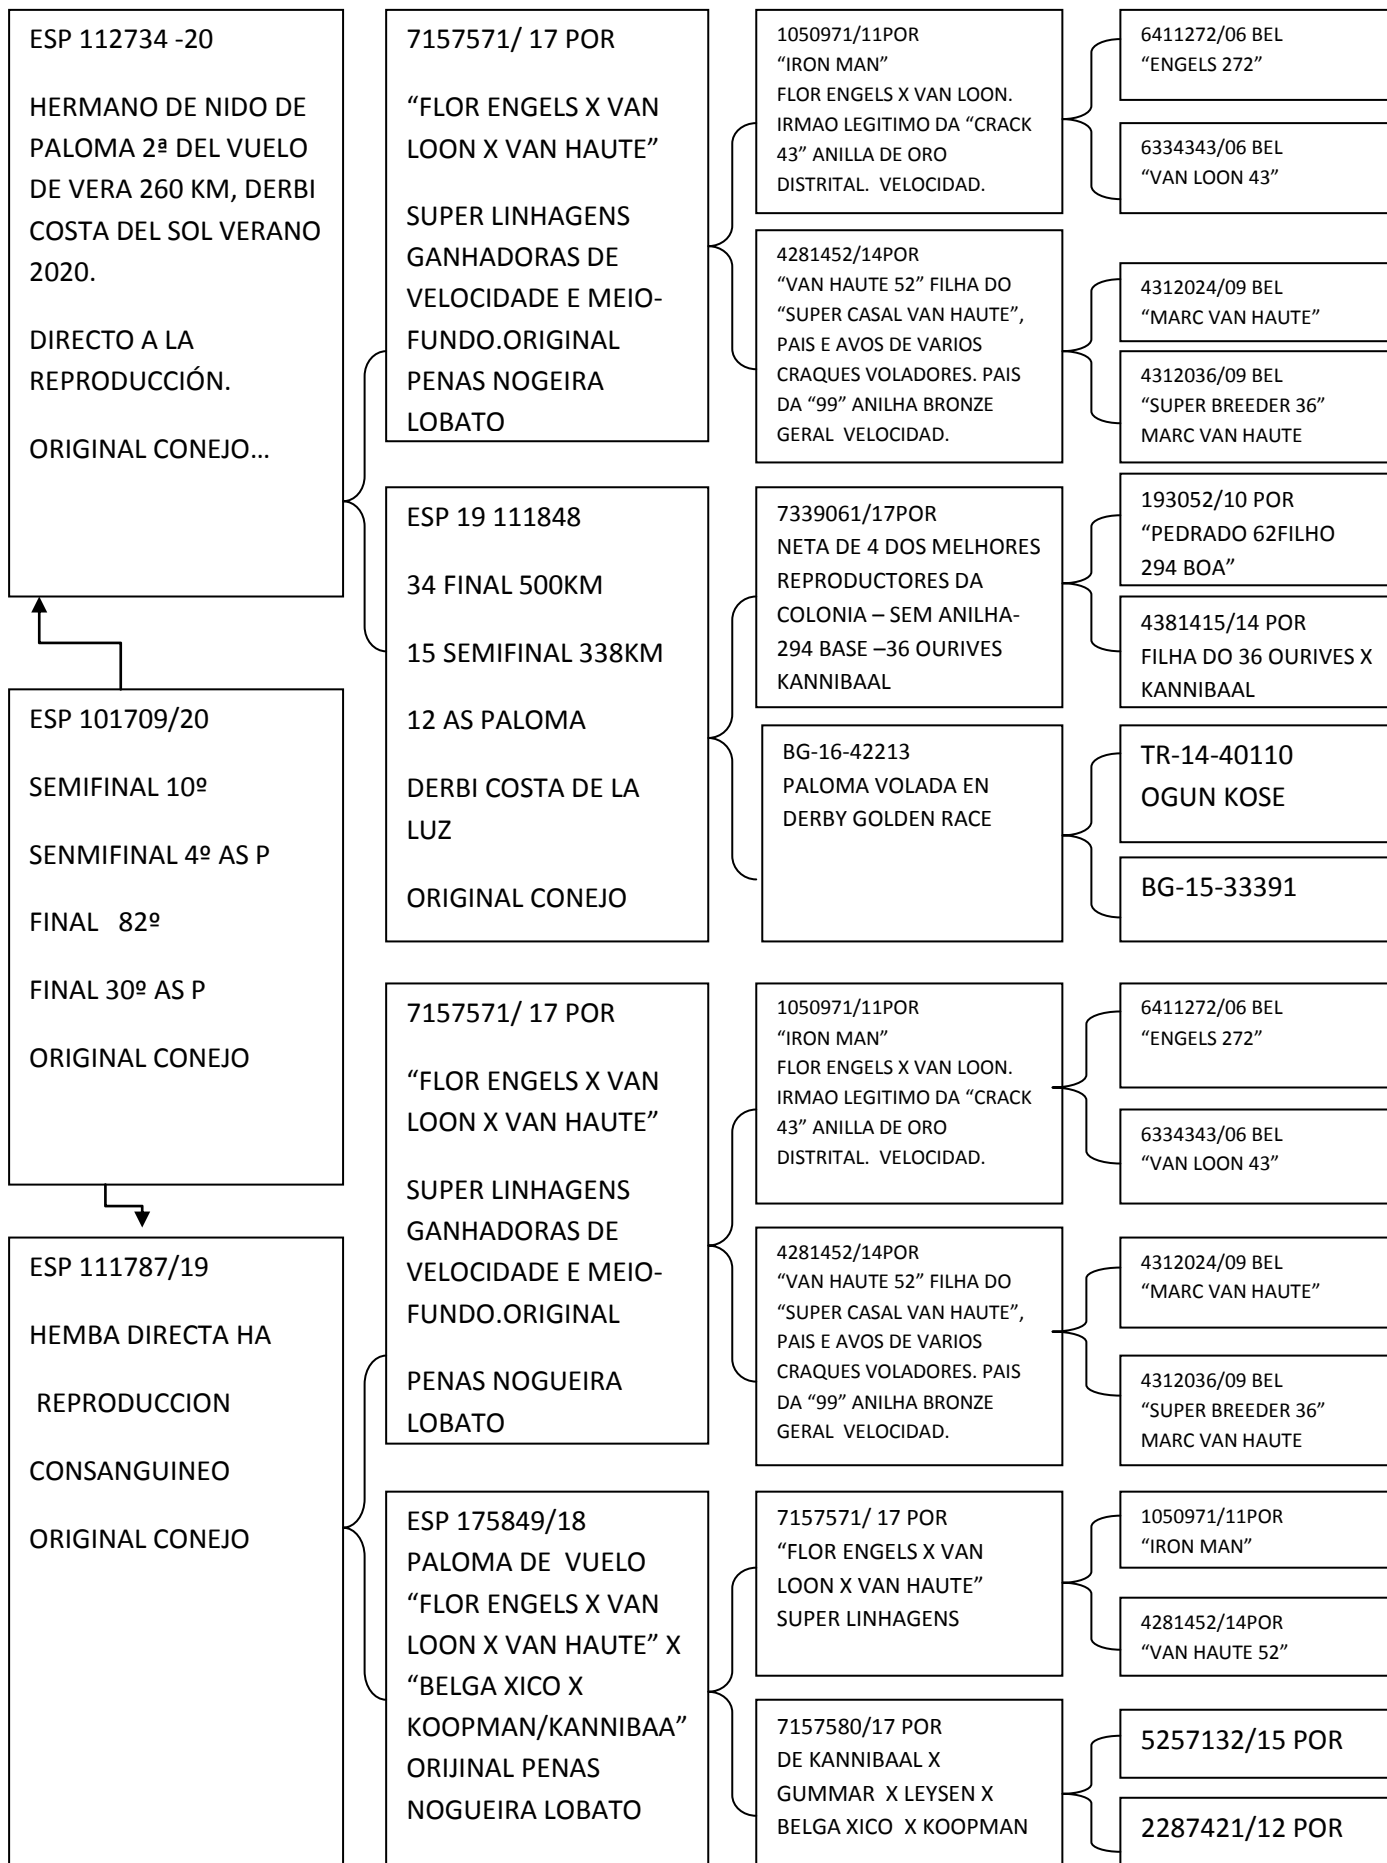 ESP 112734 -20
HERMANO DE NIDO DE
PALOMA 2ª DEL VUELO
DE VERA 260 KM, DERBI
COSTA DEL SOL VERANO
2020.
DIRECTO A LA
REPRODUCCIÓN.
ORIGINAL CONEJO...
ESP 101709/20
SEMIFINAL 10º
SENMIFINAL 4º AS P
FINAL 82º
FINAL 30º AS P
ORIGINAL CONEJO
ESP 111787/19
HEMBA DIRECTA HA
REPRODUCCION
CONSANGUINEO
ORIGINAL CONEJO
7157571/ 17 POR
“FLOR ENGELS X VAN
LOON X VAN HAUTE”
SUPER LINHAGENS
GANHADORAS DE
VELOCIDADE E MEIO-
FUNDO.ORIGINAL
PENAS NOGEIRA
LOBATO
ESP 19 111848
34 FINAL 500KM
15 SEMIFINAL 338KM
12 AS PALOMA
DERBI COSTA DE LA
LUZ
ORIGINAL CONEJO
7157571/ 17 POR
“FLOR ENGELS X VAN
LOON X VAN HAUTE”
SUPER LINHAGENS
GANHADORAS DE
VELOCIDADE E MEIO-
FUNDO.ORIGINAL
PENAS NOGUEIRA
LOBATO
ESP 175849/18
PALOMA DE VUELO
“FLOR ENGELS X VAN
LOON X VAN HAUTE” X
“BELGA XICO X
KOOPMAN/KANNIBAA”
ORIJINAL PENAS
NOGUEIRA LOBATO
1050971/11POR
“IRON MAN”
FLOR ENGELS X VAN LOON.
IRMAO LEGITIMO DA “CRACK
43” ANILLA DE ORO
DISTRITAL. VELOCIDAD.
4281452/14POR
“VAN HAUTE 52” FILHA DO
“SUPER CASAL VAN HAUTE”,
PAIS E AVOS DE VARIOS
CRAQUES VOLADORES. PAIS
DA “99” ANILHA BRONZE
GERAL VELOCIDAD.
7339061/17POR
NETA DE 4 DOS MELHORES
REPRODUCTORES DA
COLONIA – SEM ANILHA-
294 BASE –36 OURIVES
KANNIBAAL
BG-16-42213
PALOMA VOLADA EN
DERBY GOLDEN RACE
1050971/11POR
“IRON MAN”
FLOR ENGELS X VAN LOON.
IRMAO LEGITIMO DA “CRACK
43” ANILLA DE ORO
DISTRITAL. VELOCIDAD.
4281452/14POR
“VAN HAUTE 52” FILHA DO
“SUPER CASAL VAN HAUTE”,
PAIS E AVOS DE VARIOS
CRAQUES VOLADORES. PAIS
DA “99” ANILHA BRONZE
GERAL VELOCIDAD.
7157571/ 17 POR
“FLOR ENGELS X VAN
LOON X VAN HAUTE”
SUPER LINHAGENS
7157580/17 POR
DE KANNIBAAL X
GUMMAR X LEYSEN X
BELGA XICO X KOOPMAN
6411272/06 BEL
“ENGELS 272”
6334343/06 BEL
“VAN LOON 43”
4312024/09 BEL
“MARC VAN HAUTE”
4312036/09 BEL
“SUPER BREEDER 36”
MARC VAN HAUTE
193052/10 POR
“PEDRADO 62FILHO
294 BOA”
4381415/14 POR
FILHA DO 36 OURIVES X
KANNIBAAL
TR-14-40110
OGUN KOSE
BG-15-33391
6411272/06 BEL
“ENGELS 272”
6334343/06 BEL
“VAN LOON 43”
4312024/09 BEL
“MARC VAN HAUTE”
4312036/09 BEL
“SUPER BREEDER 36”
MARC VAN HAUTE
1050971/11POR
“IRON MAN”
4281452/14POR
“VAN HAUTE 52”
5257132/15 POR
2287421/12 POR